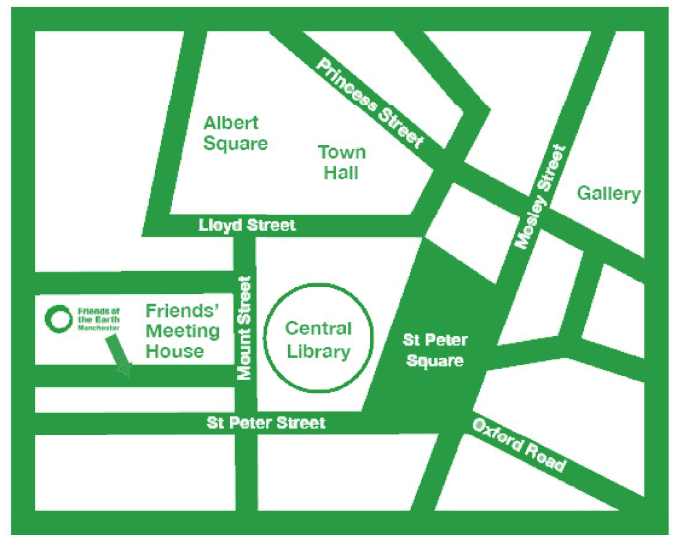 Princess Street
Albert
Square
Town
Hall
Mosley Street
Gallery
Lloyd Street
Friends of
the Earth
Manchester
Friends'
Meeting
House
Mount Street
Central
Library
St Peter
Square
St Peter Street
Oxford Road